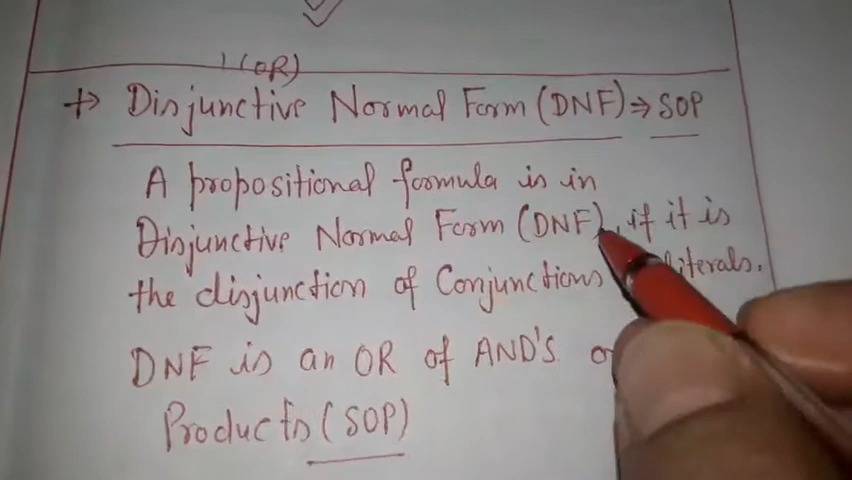 (OR)
Disjunctive Normal Form (DNF) → SOP
A propositional formula is in
Disjunctive Normal Form (DNF), if it is
the disjunction of Conjunctions literals.
DNF is an OR of AND'S
Products (SOP)